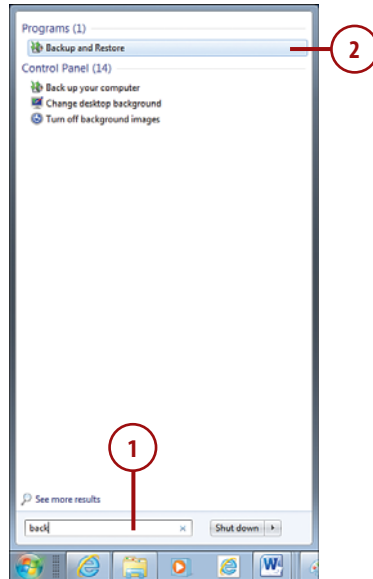 Programs (1)
Backup and Restore
2
Control Panel (14)
Back up your computer
Change desktop background
Turn off background images
1
See more results
back
Shut down
W